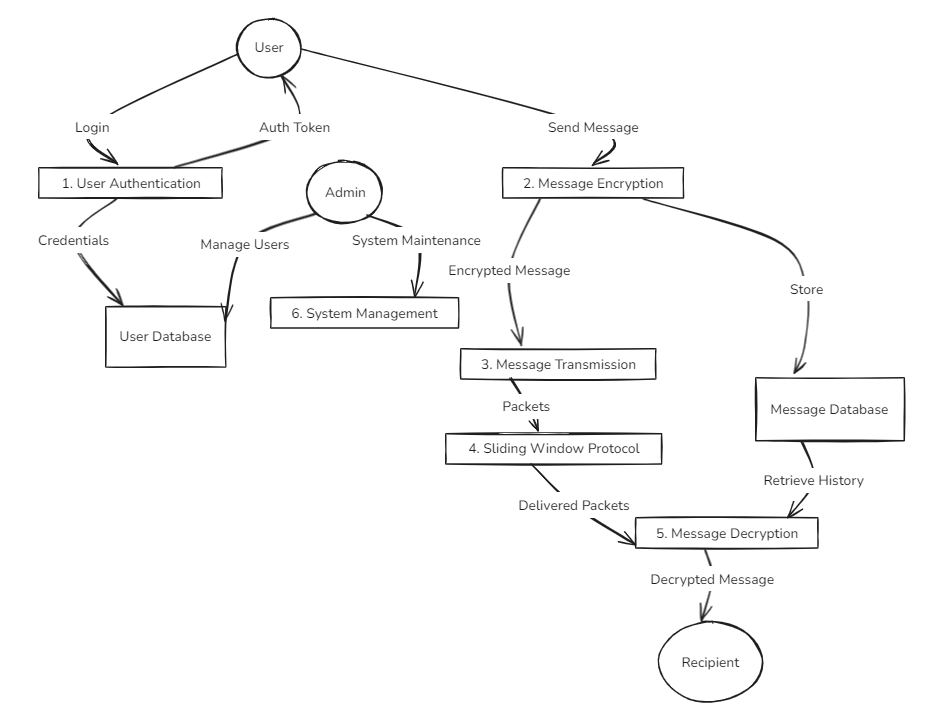 User
Login
Auth Token
Send Message
1. User Authentication
Admin
2. Message Encryption
Credentials
Manage Users
System Maintenance
Encrypted Message
Store
6. System Management
User Database
3. Message Transmission
Packets
Message Database
4. Sliding Window Protocol
Retrieve History
Delivered Packets
5. Message Decryption
Decrypted Message
Recipient